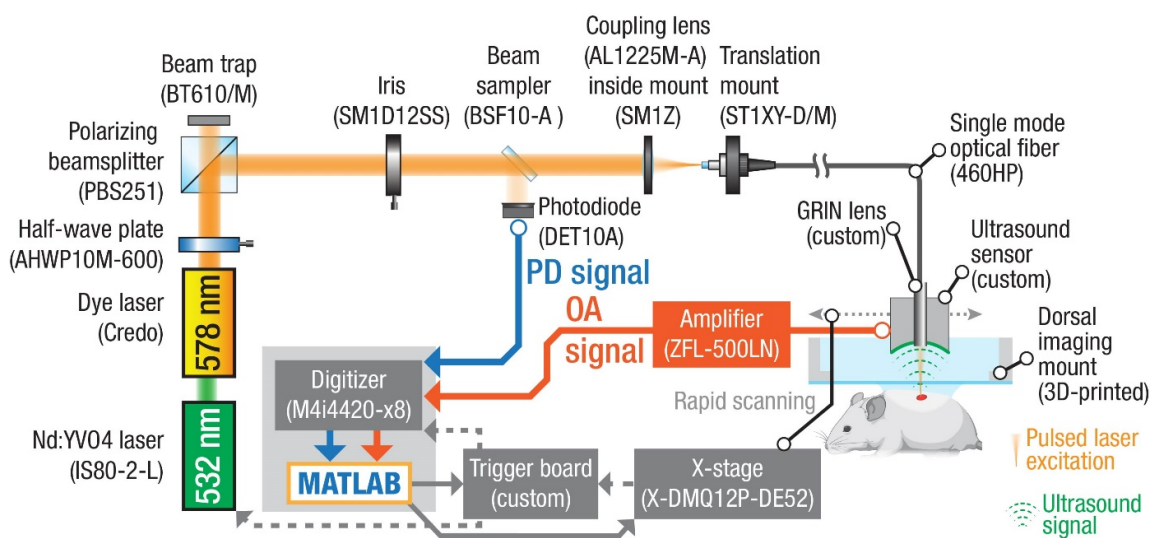 Beam trap
(BT610/M)
Polarizing
beamsplitter
(PBS251)
Half-wave plate
(AHWP10M-600)
Dye laser
(Credo)
578 nm
Nd:YVO4 laser
(IS80-2-L)
532 nm
Iris
(SM1D12SS)
Beam
sampler
(BSF10-A )
Coupling lens
(AL1225M-A)
inside mount
(SM1Z)
Translation
mount
(ST1XY-D/M)
Single mode
optical fiber
(460HP)
Photodiode
(DET10A)
PD signal
OA
signal
GRIN lens
(custom)
Ultrasound
sensor
(custom)
Amplifier
(ZFL-500LN)
Dorsal
imaging
mount
(3D-printed)
Digitizer
(M4i4420-x8)
MATLAB
Rapid scanning
Trigger board
(custom)
X-stage
(X-DMQ12P-DE52)
Pulsed laser
excitation
Ultrasound
signal